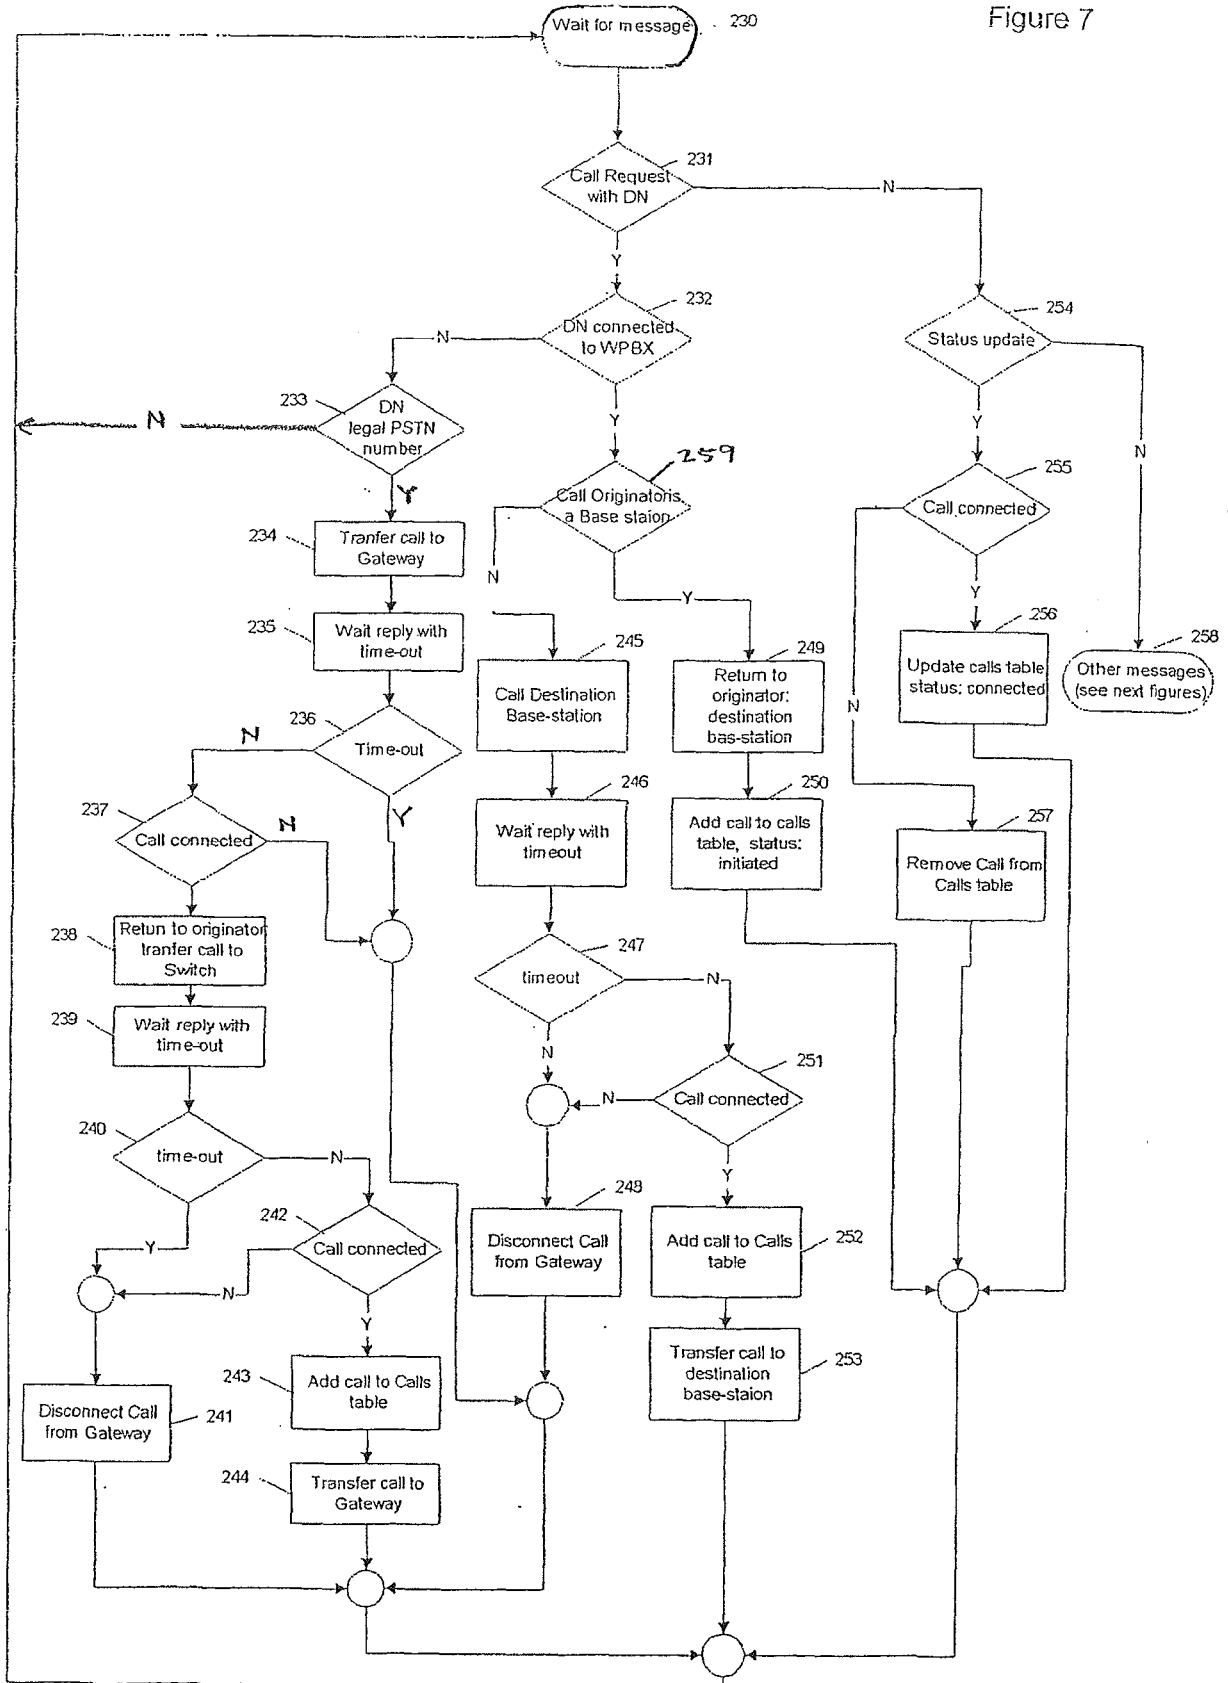 Figure 7
Wait for message
230
231
Call Request
with DN
N
Y
232
DN connected
to WPBX
N
Y
254
Status update
Y
N
233
DN
legal PSTN
number
N
Y
259
Call Originatoris
a Base staion
N
Y
255
Call connected
Y
N
234
Tranfer call to
Gateway
235
Wait reply with
time-out
236
Time-out
N
Y
245
Call Destination
Base-station
249
Return to
originator:
destination
bas-station
256
Update calls table
status: connected
258
Other messages
(see next figures)
237
Call connected
N
246
Wait reply with
timeout
250
Add call to calls
table, status:
initiated
257
Remove Call from
Calls table
238
Retun to originator
tranfer call to
Switch
247
timeout
N
N
239
Wait reply with
time-out
251
Call connected
N
Y
240
time-out
N
Y
242
Call connected
N
Y
248
Disconnect Call
from Gateway
252
Add call to Calls
table
243
Add call to Calls
table
253
Transfer call to
destination
base-staion
241
Disconnect Call
from Gateway
244
Transfer call to
Gateway